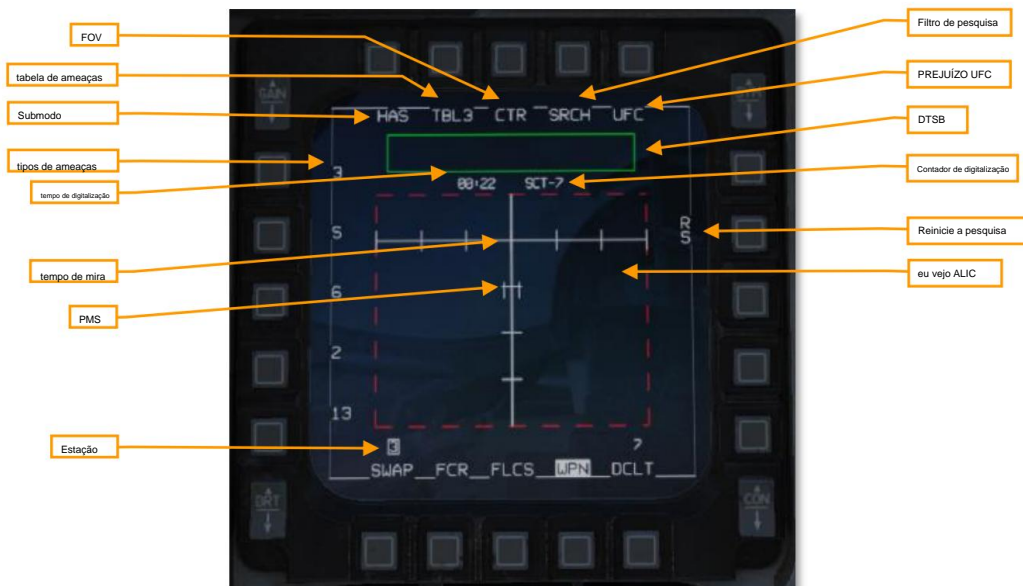 FOV
tabela de ameaças
Submodo
tipos de ameaças
tempo de digitalização
tempo de mira
PMS
Estação
Filtro de pesquisa
PREJUÍZO UFC
DTSB
Contador de digitalização
Reinicie a pesquisa
eu vejo ALIC
GAIN
HAS TBL3 CTR SRCH UFC
3
00:22 SCT-7
S
R
S
6
2
13
3 7
SWAP FCR FLCS WPN DCLT
BRT
CON